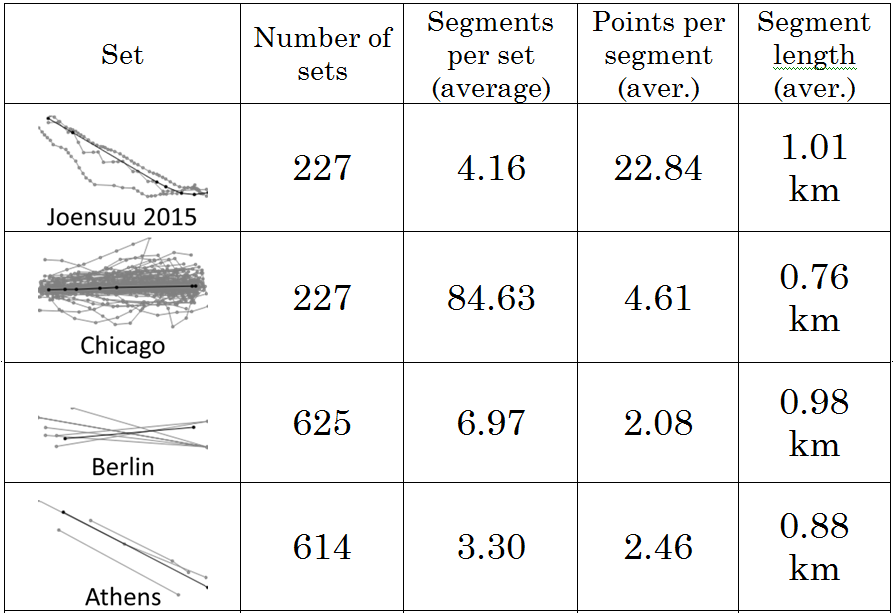 Set
Number of
sets
Segments
per set
(average)
Points per
segment
(aver.)
Segment
length
(aver.)
Joensuu 2015
227
4.16
22.84
1.01
km
Chicago
227
84.63
4.61
0.76
km
Berlin
625
6.97
2.08
0.98
km
Athens
614
3.30
2.46
0.88
km